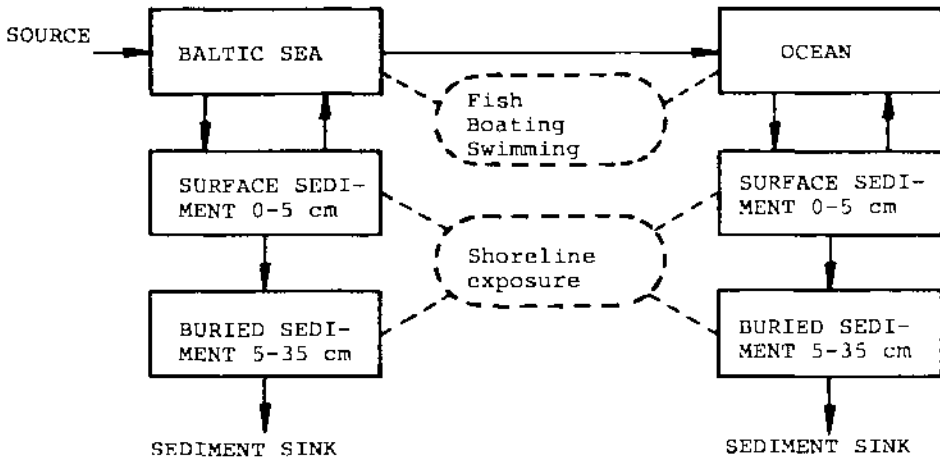 SOURCE
BALTIC SEA
OCEAN
Fish
Boating
Swimming
SURFACE SEDI-
MENT 0-5 cm
SURFACE SEDI-
MENT 0-5 cm
Shoreline
exposure
BURIED SEDI-
MENT 5-35 cm
BURIED SEDI-
MENT 5-35 cm
SEDIMENT SINK
SEDIMENT SINK